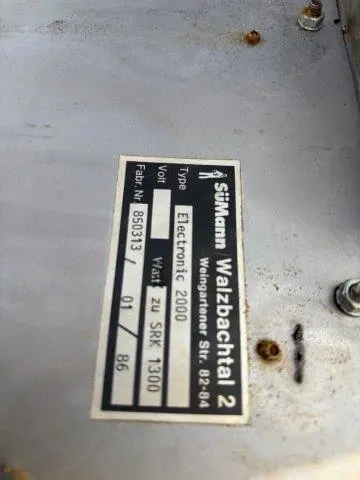 SüMann/Walzbachtal 2
Weingartener Str. 82-84
Type Electronic 2000
Volt Watt zu SRK 1300
Fabr. Nr. 850313 / 01 / 86